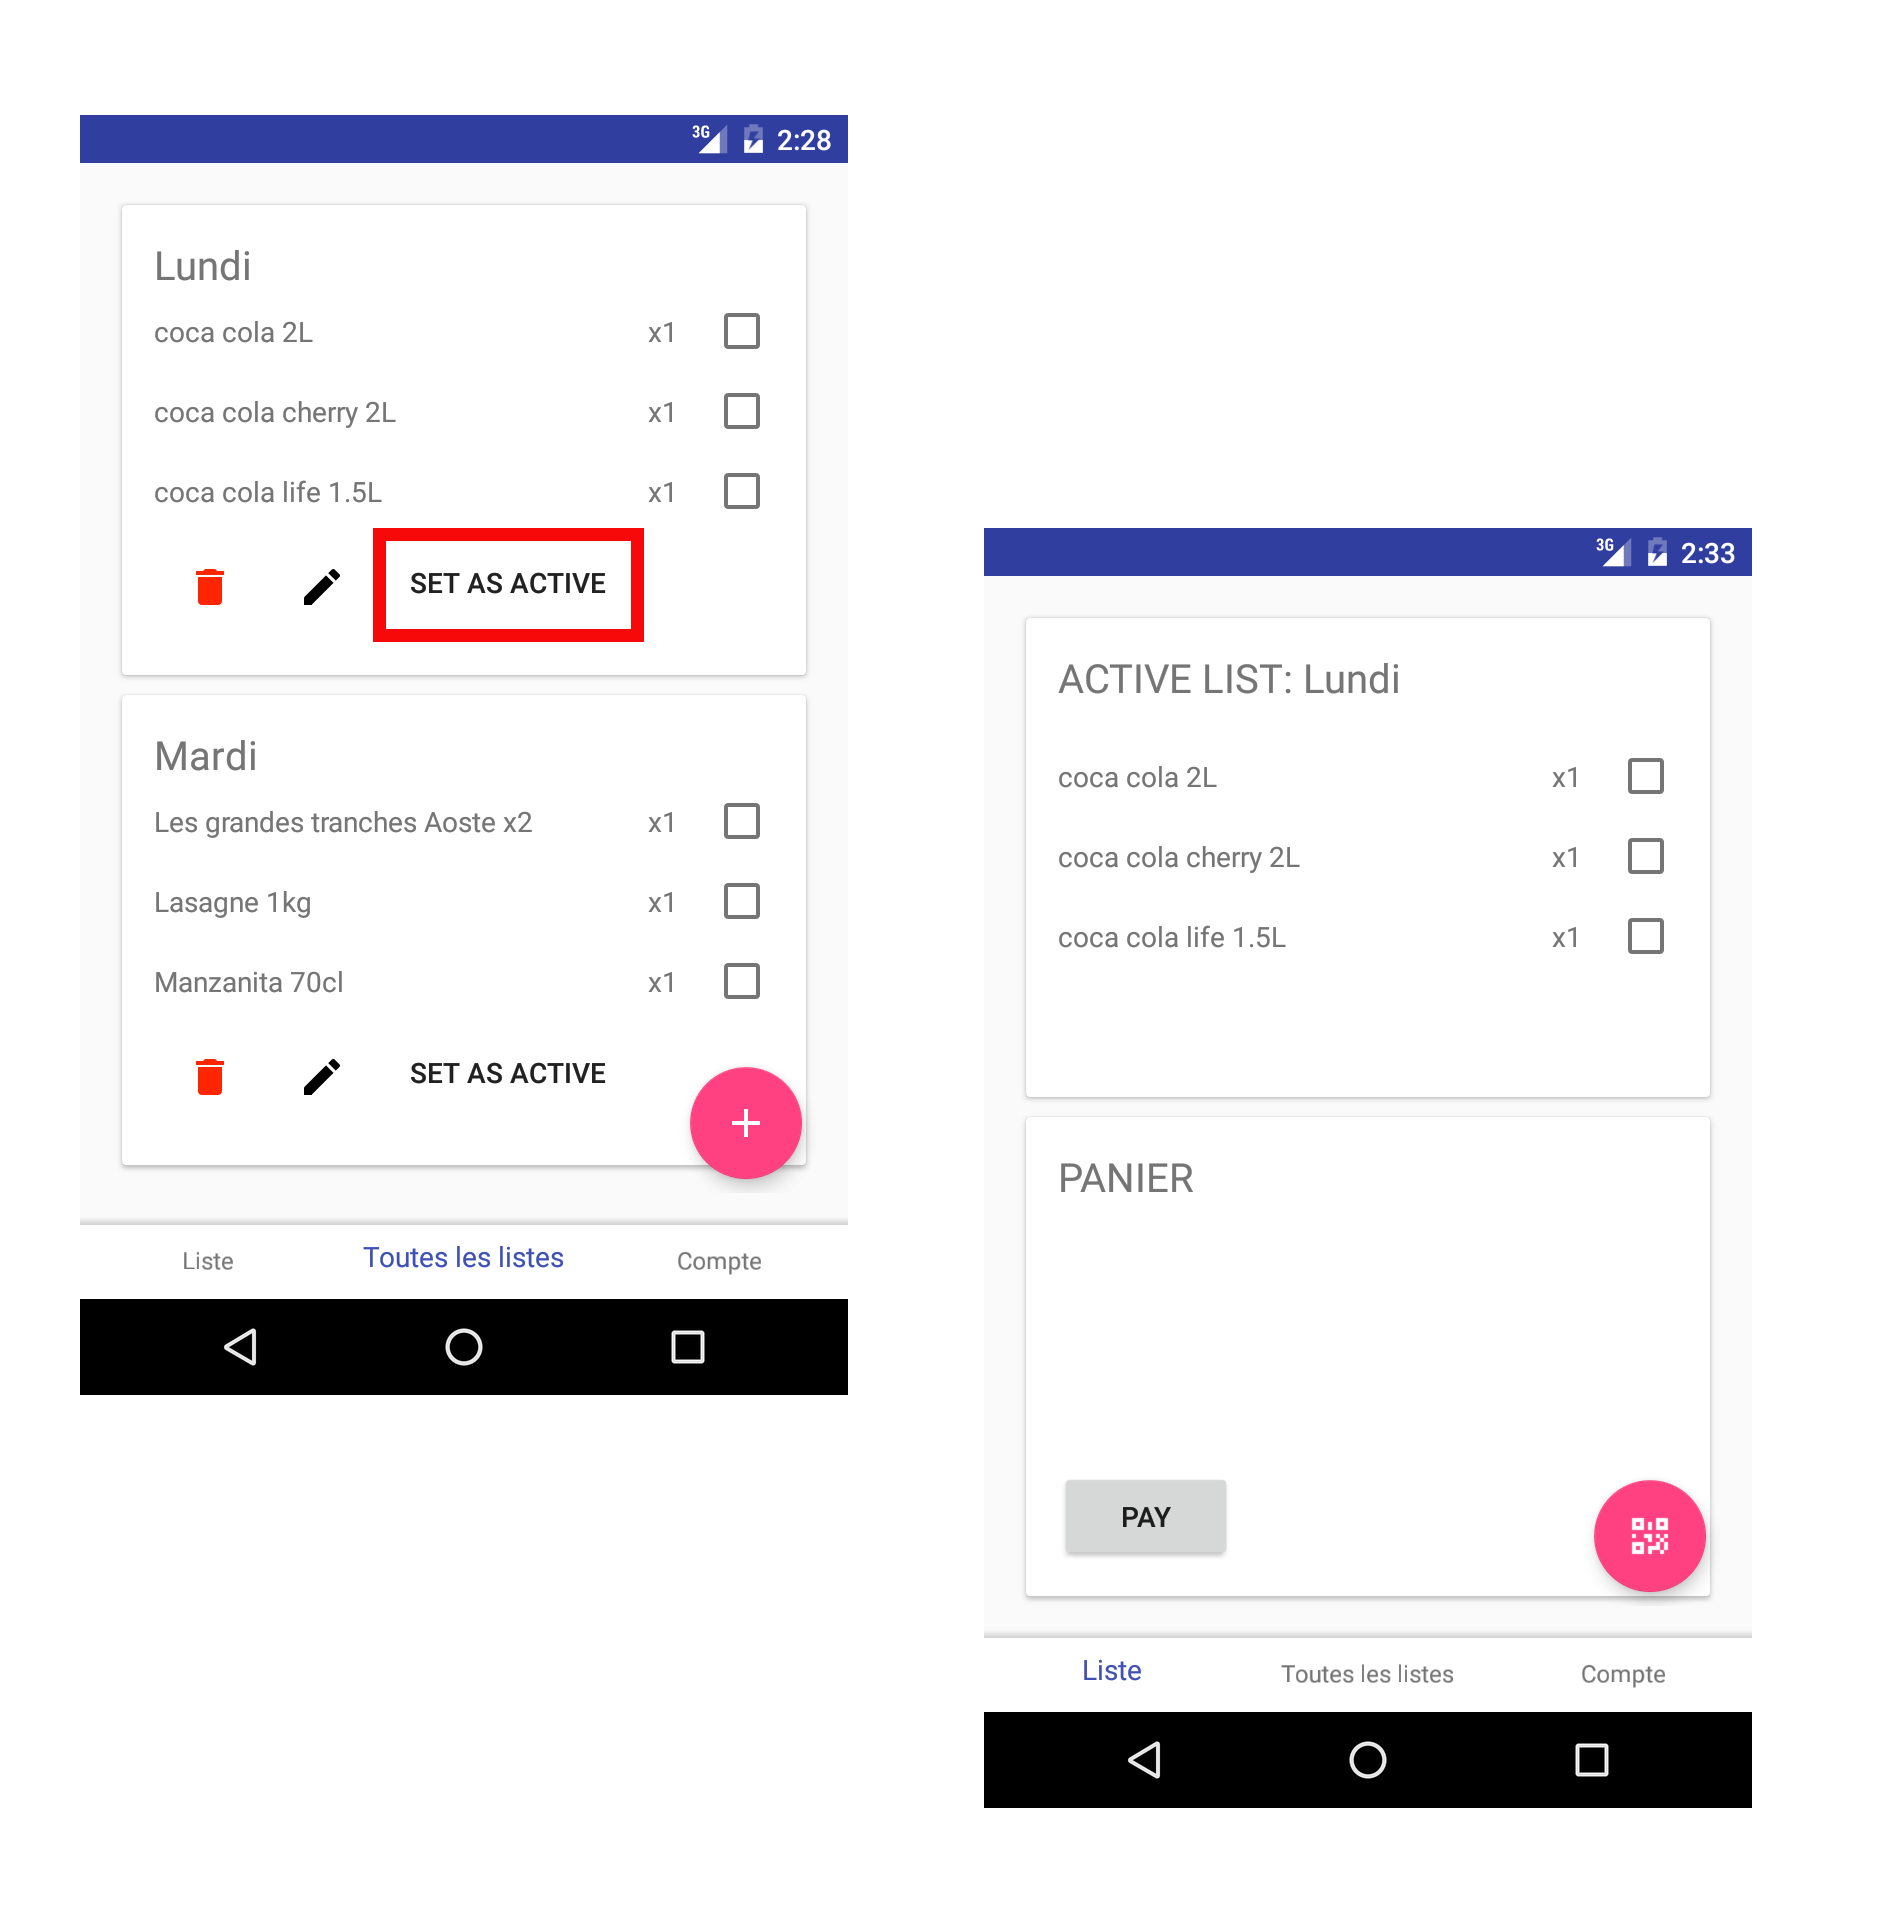 3G 2:28
Lundi
coca cola 2L x1
coca cola cherry 2L x1
coca cola life 1.5L x1
SET AS ACTIVE
Mardi
Les grandes tranches Aoste x2 x1
Lasagne 1kg x1
Manzanita 70cl x1
SET AS ACTIVE
Liste Toutes les listes Compte
3G 2:33
ACTIVE LIST: Lundi
coca cola 2L x1
coca cola cherry 2L x1
coca cola life 1.5L x1
PANIER
PAY
Liste Toutes les listes Compte